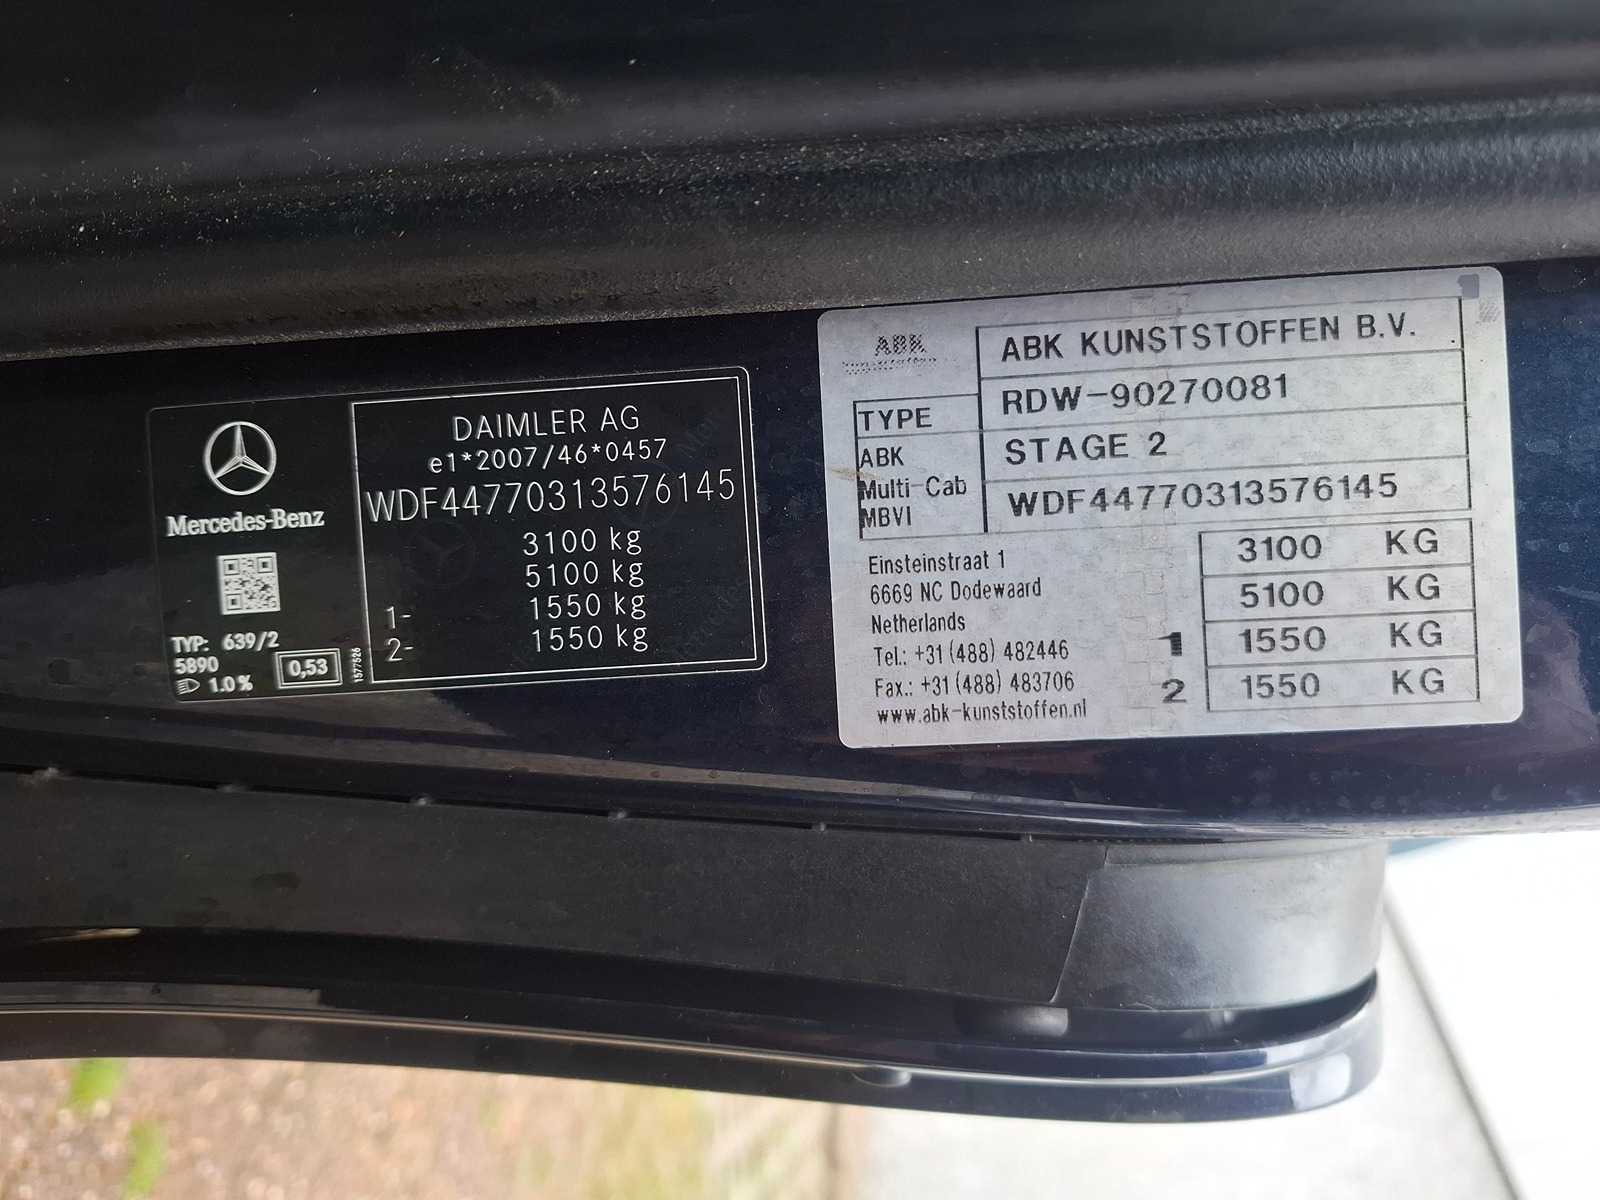 Mercedes-Benz
TYP: 639/2
5890
1.0 %
0,53
1577526
DAIMLER AG
e1*2007/46*0457
WDF44770313576145
3100 kg
5100 kg
1- 1550 kg
2- 1550 kg
ABK
ABK KUNSTSTOFFEN B.V.
TYPE RDW-90270081
ABK STAGE 2
Multi-Cab
MBVI WDF44770313576145
Einsteinstraat 1
6669 NC Dodewaard
Netherlands
Tel.: +31 (488) 482446
Fax.: +31 (488) 483706
www.abk-kunststoffen.nl
3100 KG
5100 KG
1 1550 KG
2 1550 KG